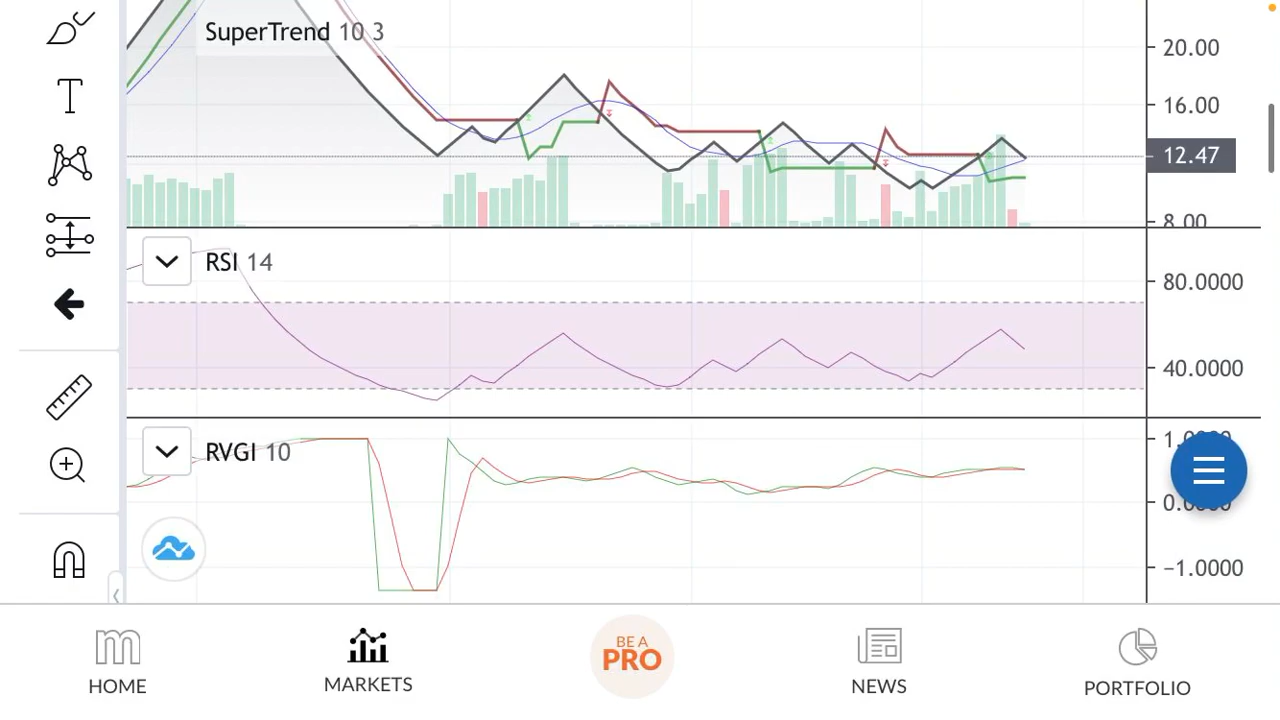 SuperTrend 10 3
20.00
16.00
12.47
8.00
RSI 14
80.0000
40.0000
RVGI 10
−1.0000
m
HOME
MARKETS
BE A
PRO
NEWS
PORTFOLIO